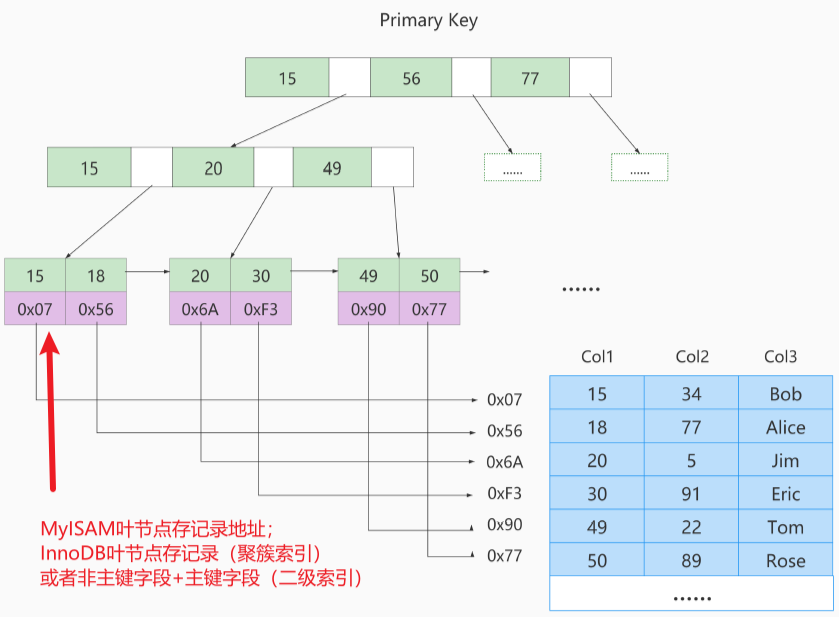 Primary Key
15 56 77
15 20 49
...... ......
15 18 20 30 49 50
0x07 0x56 0x6A 0xF3 0x90 0x77
......
Col1 Col2 Col3
15 34 Bob
18 77 Alice
20 5 Jim
30 91 Eric
49 22 Tom
50 89 Rose
......
0x07
0x56
0x6A
0xF3
0x90
0x77
MyISAM叶节点存记录地址；
InnoDB叶节点存记录（聚簇索引）
或者非主键字段+主键字段（二级索引）